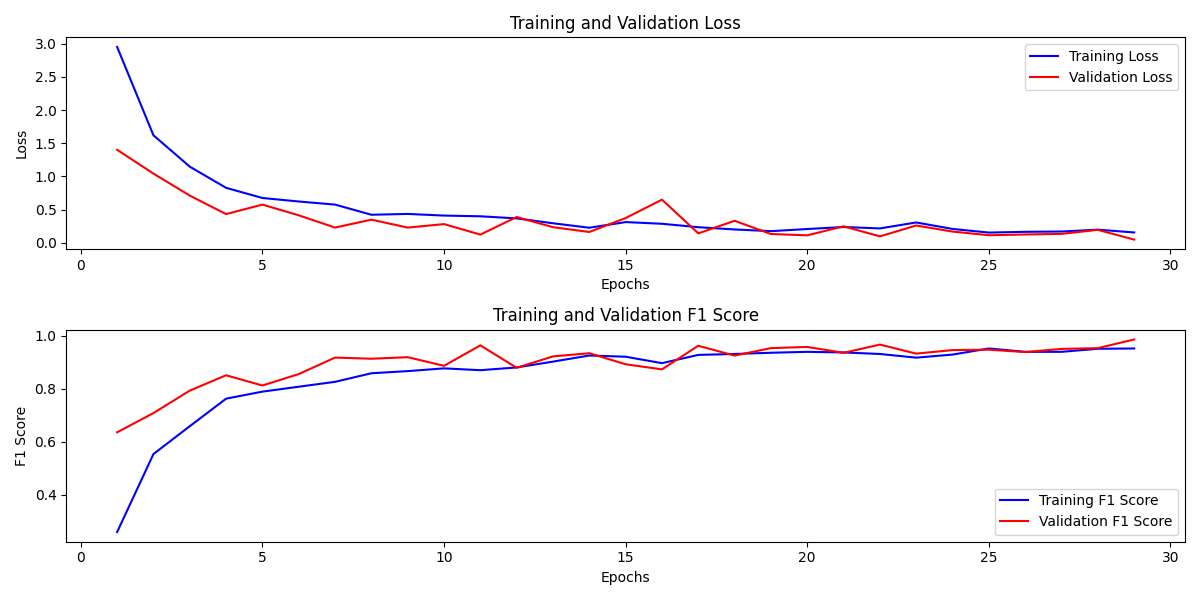 Training and Validation Loss
3.0
2.5
2.0
1.5
1.0
0.5
0.0
Loss
Training Loss
Validation Loss
0 5 10 15 20 25 30
Epochs
Training and Validation F1 Score
1.0
0.8
0.6
0.4
F1 Score
Training F1 Score
Validation F1 Score
0 5 10 15 20 25 30
Epochs